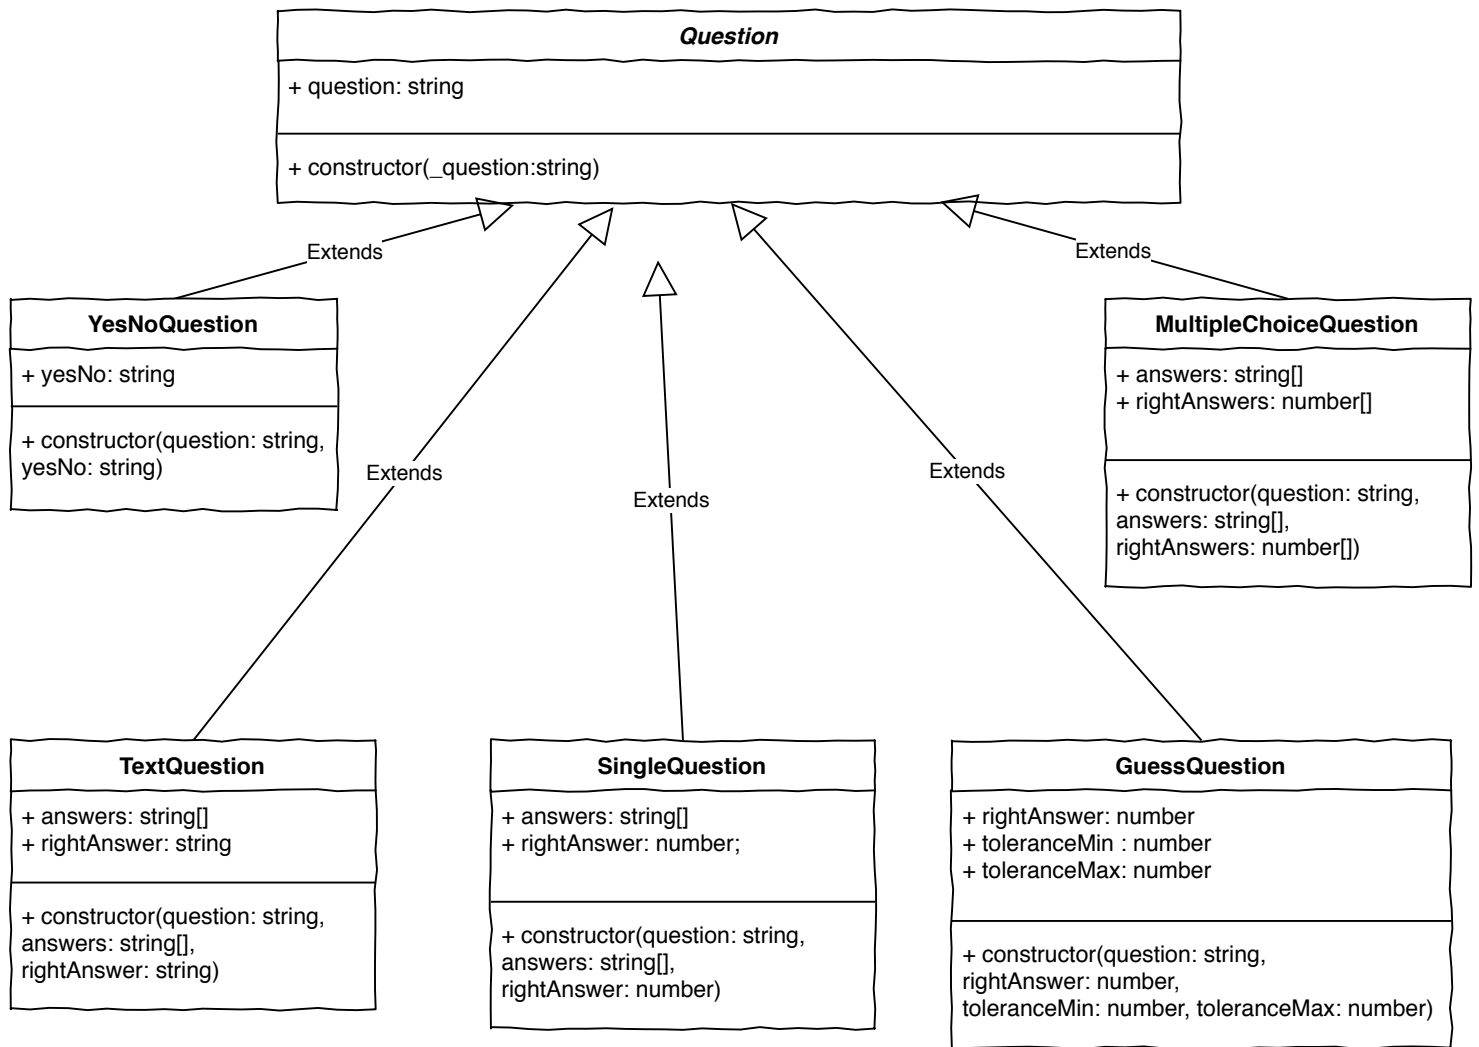 Question
+ question: string
+ constructor(_question:string)
Extends
Extends
YesNoQuestion
+ yesNo: string
+ constructor(question: string,
yesNo: string)
MultipleChoiceQuestion
+ answers: string[]
+ rightAnswers: number[]
+ constructor(question: string,
answers: string[],
rightAnswers: number[])
Extends
Extends
Extends
TextQuestion
+ answers: string[]
+ rightAnswer: string
+ constructor(question: string,
answers: string[],
rightAnswer: string)
SingleQuestion
+ answers: string[]
+ rightAnswer: number;
+ constructor(question: string,
answers: string[],
rightAnswer: number)
GuessQuestion
+ rightAnswer: number
+ toleranceMin : number
+ toleranceMax: number
+ constructor(question: string,
rightAnswer: number,
toleranceMin: number, toleranceMax: number)